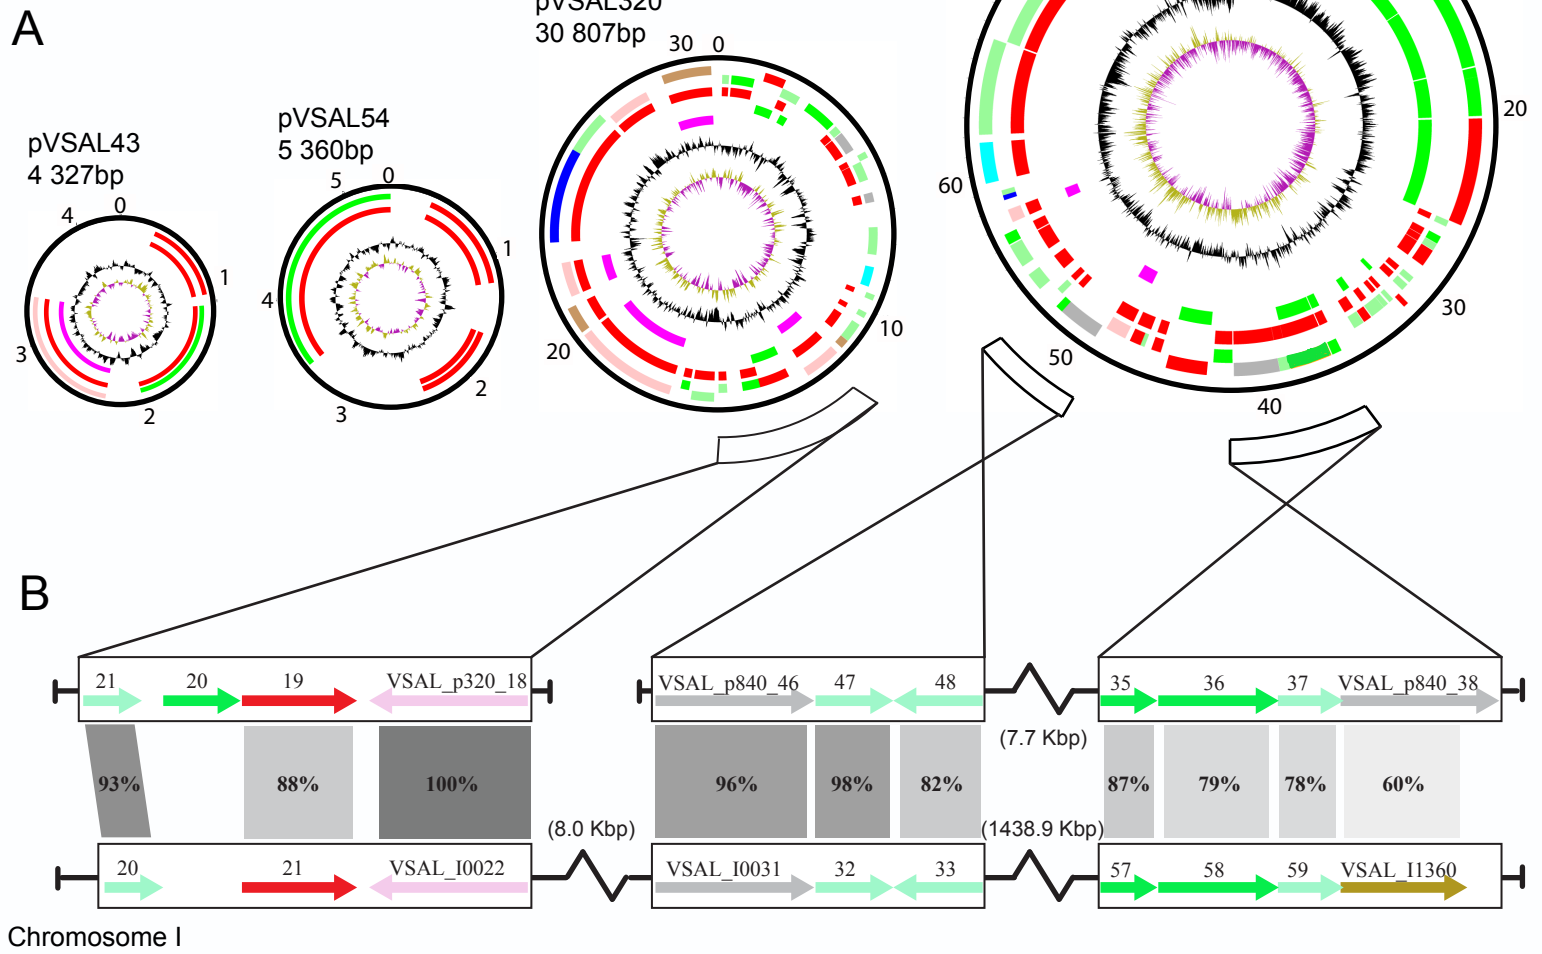 A
pVSAL320
30 807bp
30 0
20
pVSAL54
5 360bp
pVSAL43
4 327bp
5 0
60
4 0
1
1
4
30
10
3
20
50
2
3
2
40
B
21 20 19 VSAL_p320_18
VSAL_p840_46 47 48
35 36 37 VSAL_p840_38
(7.7 Kbp)
93% 88% 100% 96% 98% 82% 87% 79% 78% 60%
(8.0 Kbp) (1438.9 Kbp)
20 21 VSAL_I0022
VSAL_I0031 32 33
57 58 59 VSAL_I1360
Chromosome I